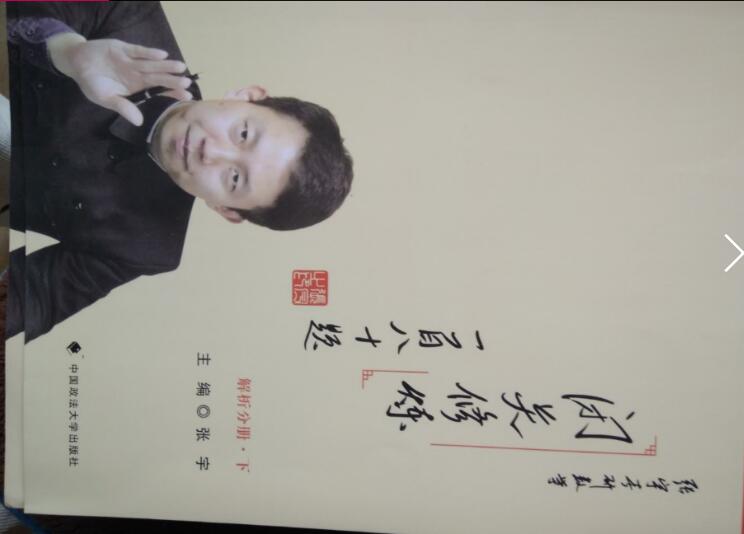 张宇考研数学
闭关修炼
一百八十题
解析分册·下
主 编◎张 宇
中国政法大学出版社